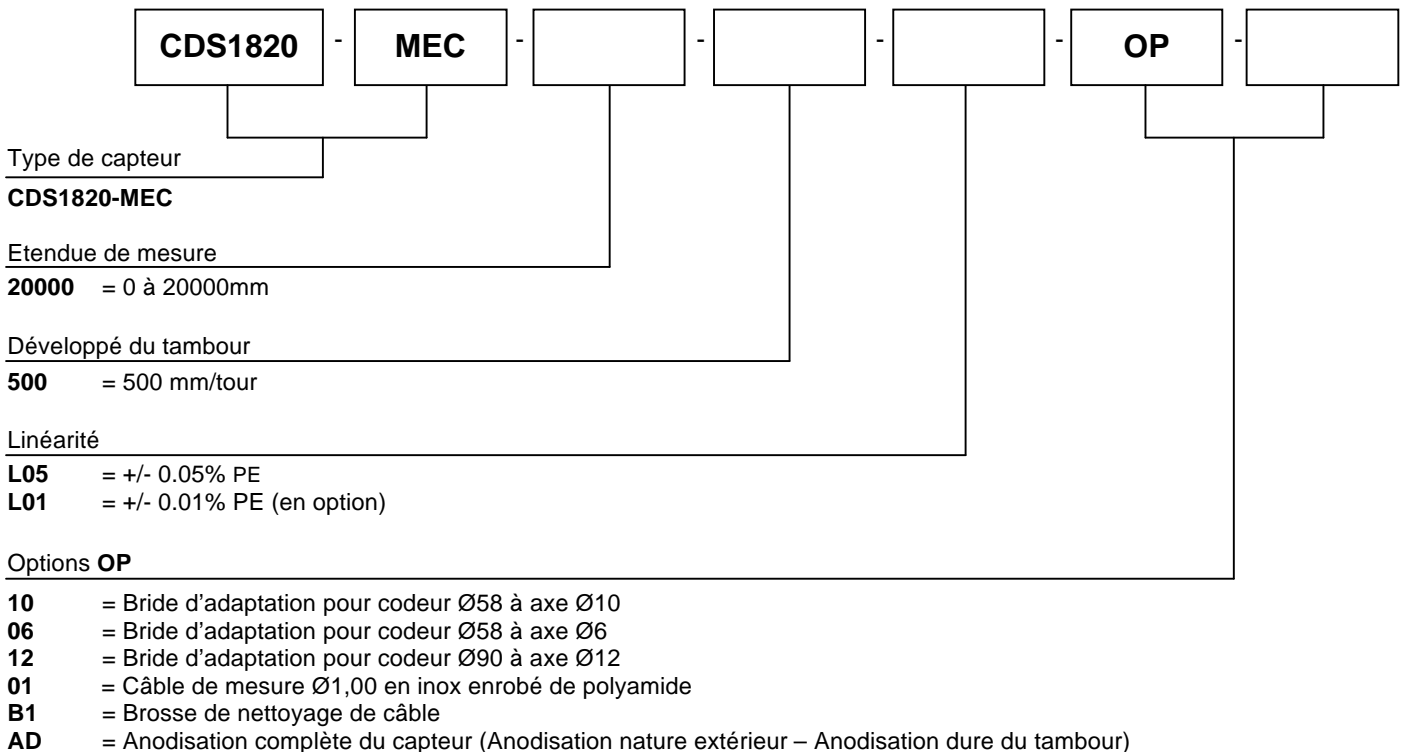 CDS1820 - MEC - - - - OP -
Type de capteur
CDS1820-MEC
Etendue de mesure
20000 = 0 à 20000mm
Développé du tambour
500 = 500 mm/tour
Linéarité
L05 = +/- 0.05% PE
L01 = +/- 0.01% PE (en option)
Options OP
10 = Bride d'adaptation pour codeur Ø58 à axe Ø10
06 = Bride d'adaptation pour codeur Ø58 à axe Ø6
12 = Bride d'adaptation pour codeur Ø90 à axe Ø12
01 = Câble de mesure Ø1,00 en inox enrobé de polyamide
B1 = Brosse de nettoyage de câble
AD = Anodisation complète du capteur (Anodisation nature extérieur – Anodisation dure du tambour)